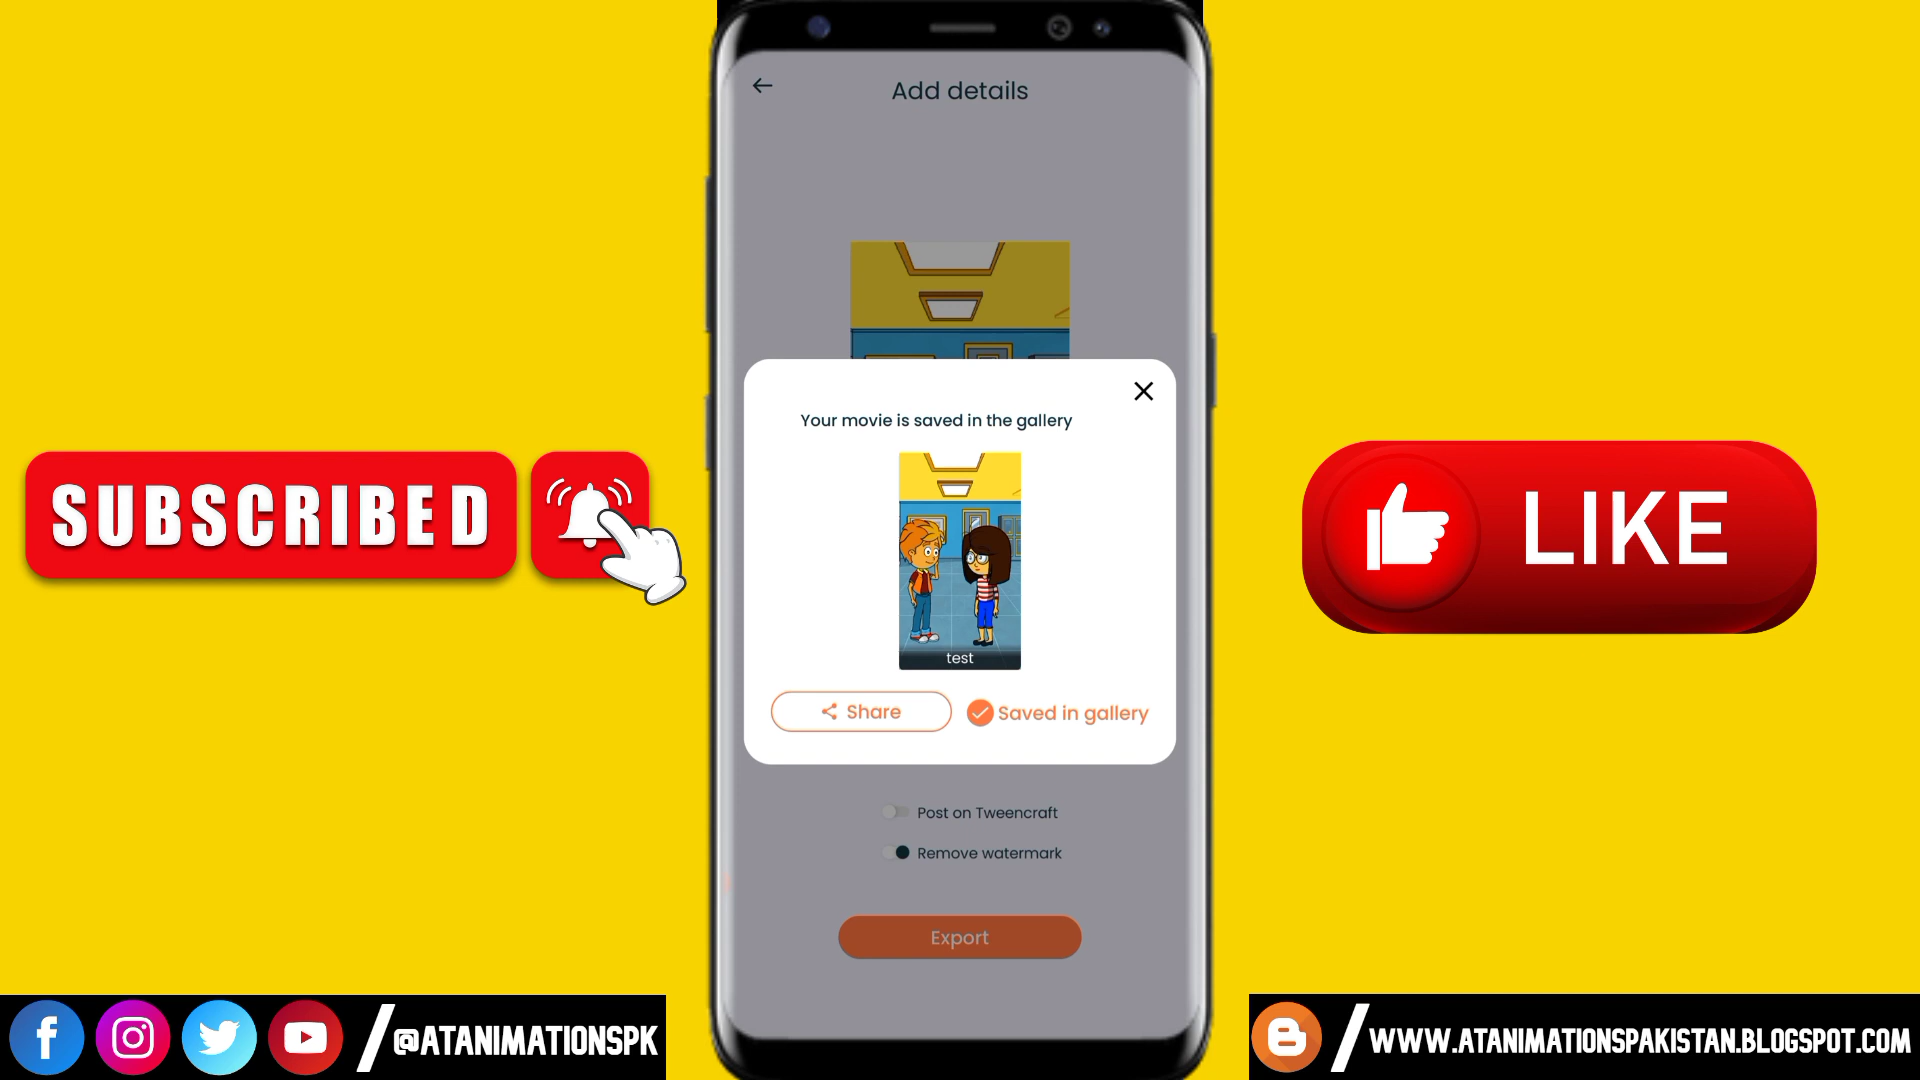 Add details
Your movie is saved in the gallery
test
Share
Saved in gallery
Post on Tweencraft
Remove watermark
Export
SUBSCRIBED
LIKE
@ATANIMATIONSPK
WWW.ATANIMATIONSPAKISTAN.BLOGSPOT.COM